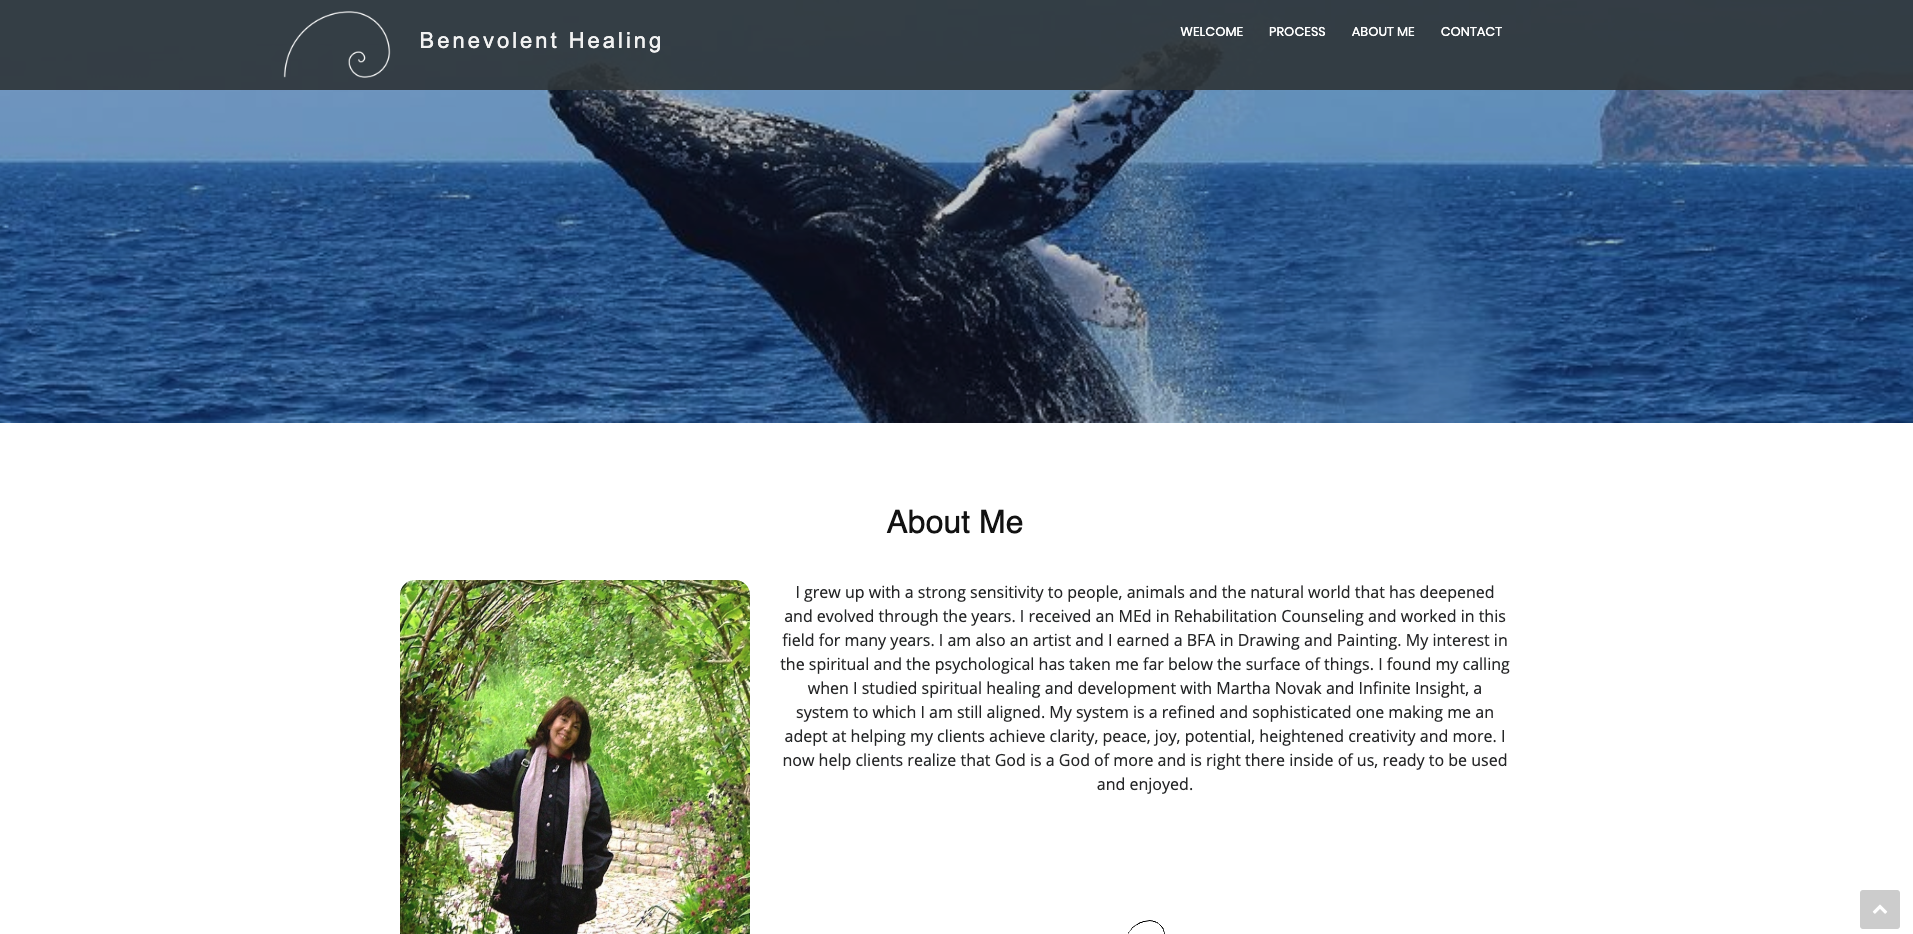 Benevolent Healing
WELCOME PROCESS ABOUT ME CONTACT
About Me
I grew up with a strong sensitivity to people, animals and the natural world that has deepened
and evolved through the years. I received an MEd in Rehabilitation Counseling and worked in this
field for many years. I am also an artist and I earned a BFA in Drawing and Painting. My interest in
the spiritual and the psychological has taken me far below the surface of things. I found my calling
when I studied spiritual healing and development with Martha Novak and Infinite Insight, a
system to which I am still aligned. My system is a refined and sophisticated one making me an
adept at helping my clients achieve clarity, peace, joy, potential, heightened creativity and more. I
now help clients realize that God is a God of more and is right there inside of us, ready to be used
and enjoyed.